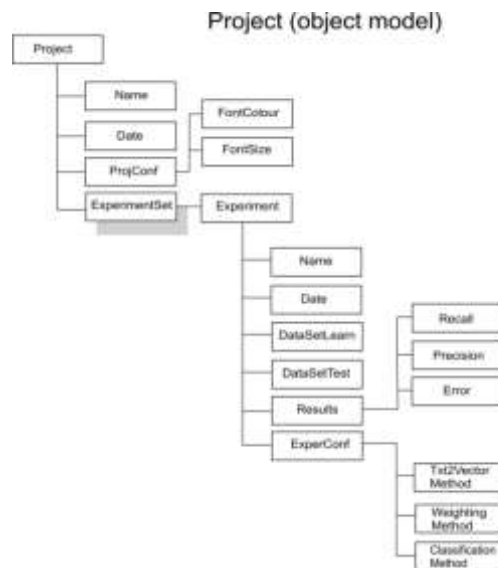 Project (object model)
Project
Name
Date
ProjConf
ExperimentSet
FontColour
FontSize
Experiment
Name
Date
DataSetLearn
DataSetTest
Results
ExperConf
Recall
Precision
Error
Txt2Vector
Method
Weighting
Method
Classification
Method